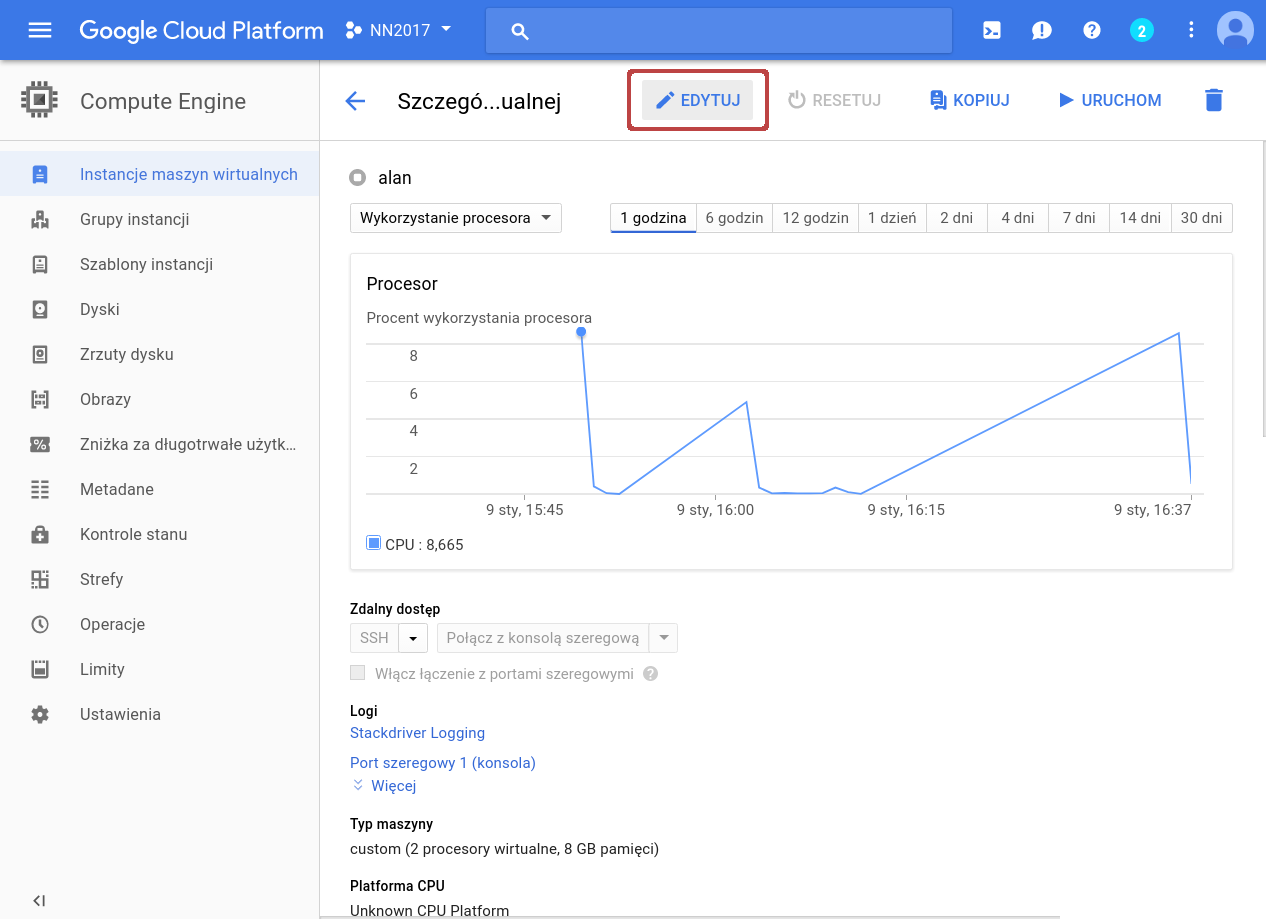 Google Cloud Platform
NN2017
2
Compute Engine
Szczegó...ualnej
EDYTUJ
RESETUJ
KOPIUJ
URUCHOM
Instancje maszyn wirtualnych
Grupy instancji
Szablony instancji
Dyski
Zrzuty dysku
Obrazy
Zniżka za długotrwałe użytk...
Metadane
Kontrole stanu
Strefy
Operacje
Limity
Ustawienia
alan
Wykorzystanie procesora
1 godzina
6 godzin
12 godzin
1 dzień
2 dni
4 dni
7 dni
14 dni
30 dni
Procesor
Procent wykorzystania procesora
8
6
4
2
9 sty, 15:45
9 sty, 16:00
9 sty, 16:15
9 sty, 16:37
CPU : 8,665
Zdalny dostęp
SSH
Połącz z konsolą szeregową
Włącz łączenie z portami szeregowymi
?
Logi
Stackdriver Logging
Port szeregowy 1 (konsola)
Więcej
Typ maszyny
custom (2 procesory wirtualne, 8 GB pamięci)
Platforma CPU
Unknown CPU Platform